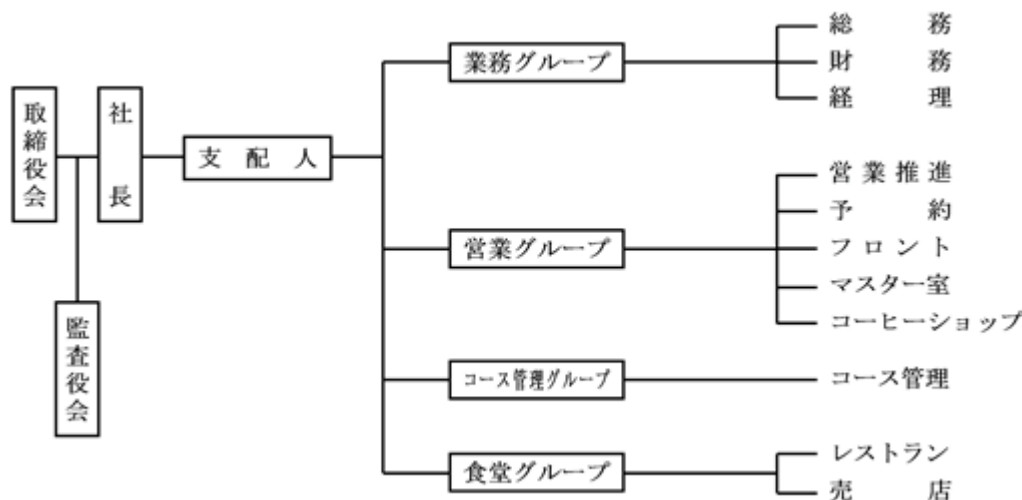 取締役会
社長
監査役会
支配人
業務グループ
総務
財務
経理
営業グループ
営業推進
予約
フロント
マスター室
コーヒーショップ
コース管理グループ
コース管理
食堂グループ
レストラン
売店